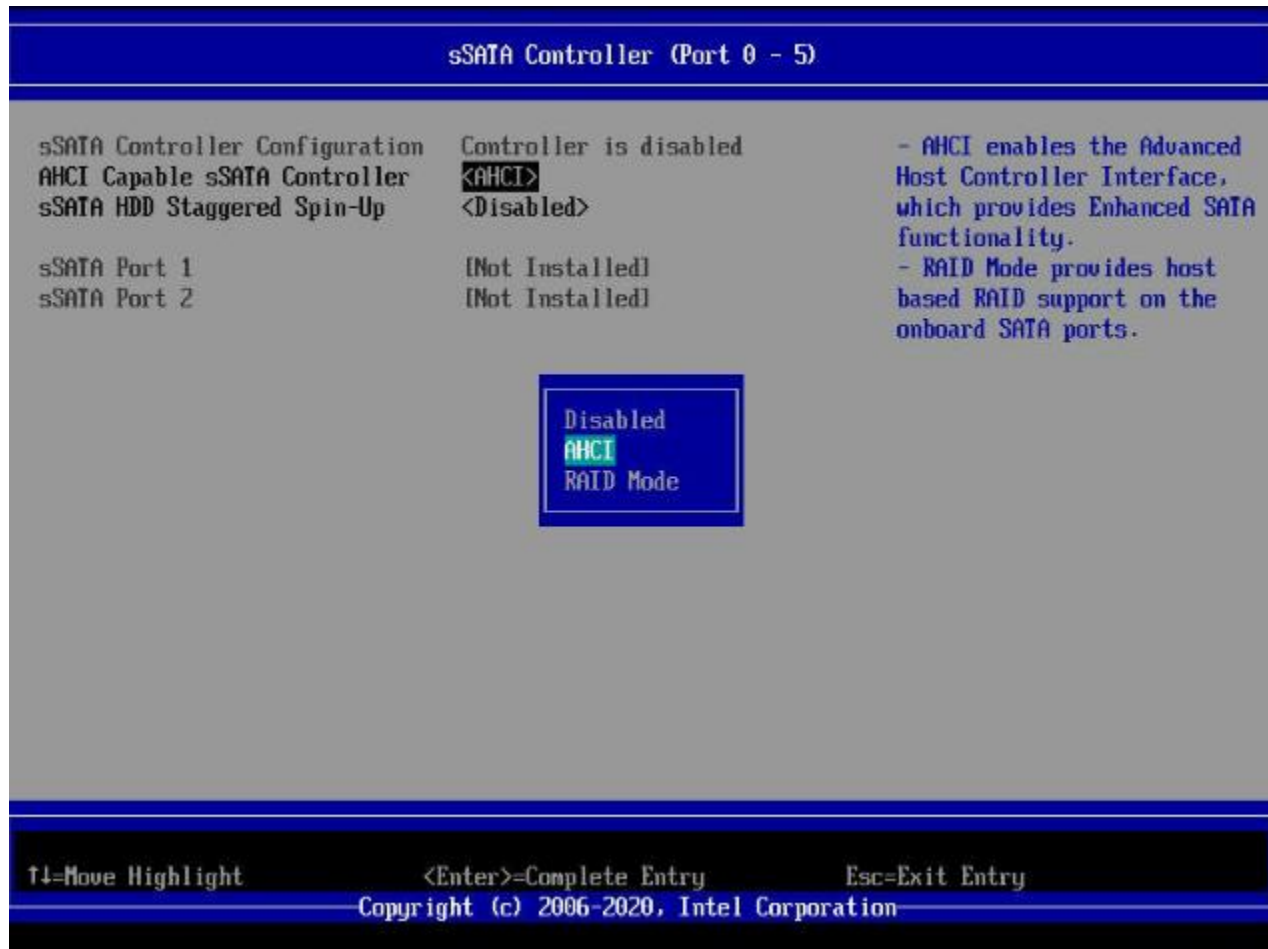 sSATA Controller (Port 0 - 5)
sSATA Controller Configuration Controller is disabled
AHCI Capable sSATA Controller <AHCI>
sSATA HDD Staggered Spin-Up <Disabled>
sSATA Port 1 [Not Installed]
sSATA Port 2 [Not Installed]
- AHCI enables the Advanced
Host Controller Interface,
which provides Enhanced SATA
functionality.
- RAID Mode provides host
based RAID support on the
onboard SATA ports.
Disabled
AHCI
RAID Mode
↑↓=Move Highlight <Enter>=Complete Entry Esc=Exit Entry
Copyright (c) 2006-2020, Intel Corporation